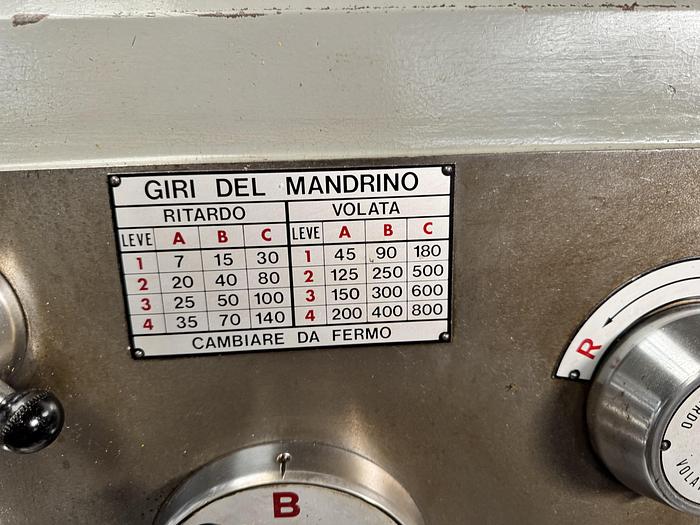 GIRI DEL MANDRINO
RITARDO VOLATA
LEVE A B C LEVE A B C
1 7 15 30 1 45 90 180
2 20 40 80 2 125 250 500
3 25 50 100 3 150 300 600
4 35 70 140 4 200 400 800
CAMBIARE DA FERMO
R
B